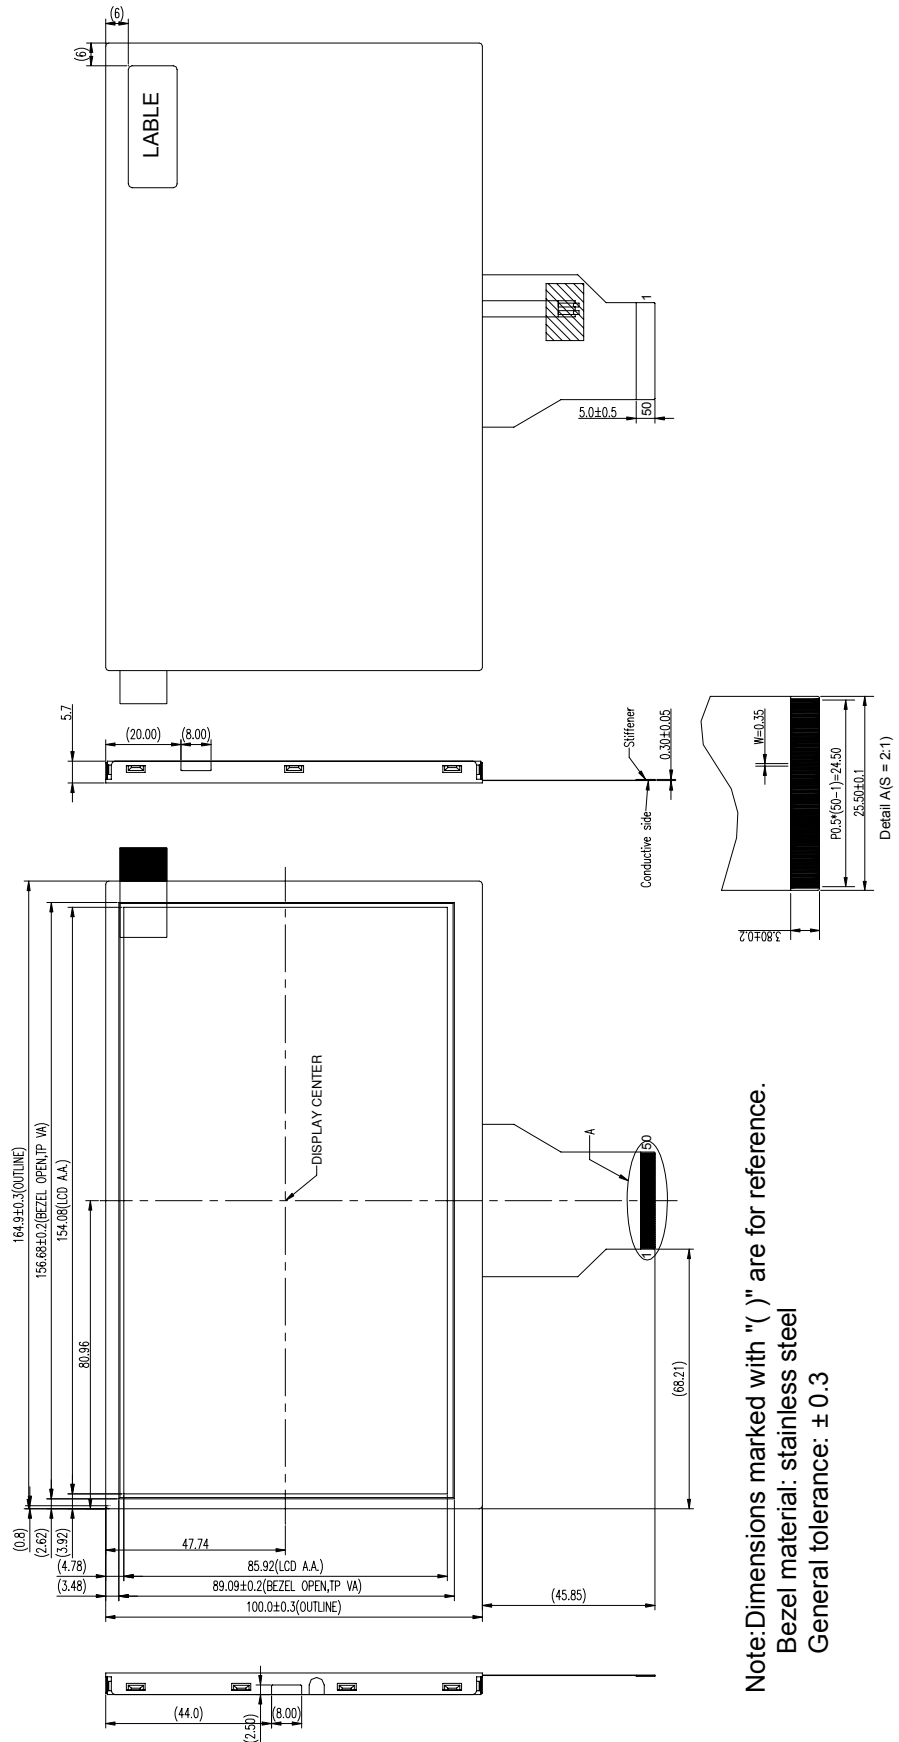 (6)
(6)
LABLE
1
50
5.0±0.5
5.7
(20.00)
(8.00)
Stiffener
0.30±0.05
Conductive side
W=0.35
P0.5*(50-1)=24.50
25.50±0.1
3.80±0.2
Detail A(S = 2:1)
164.9±0.3(OUTLINE)
156.68±0.2(BEZEL OPEN,TP VA)
154.08(LCD A.A.)
80.96
DISPLAY CENTER
A
50
1
(68.21)
(0.8)
(2.62)
(3.92)
(4.78)
(3.48)
47.74
85.92(LCD A.A.)
89.09±0.2(BEZEL OPEN,TP VA)
100.0±0.3(OUTLINE)
(45.85)
(44.0)
(2.50)
(8.00)
Note:Dimensions marked with "( )" are for reference.
Bezel material: stainless steel
General tolerance: ± 0.3